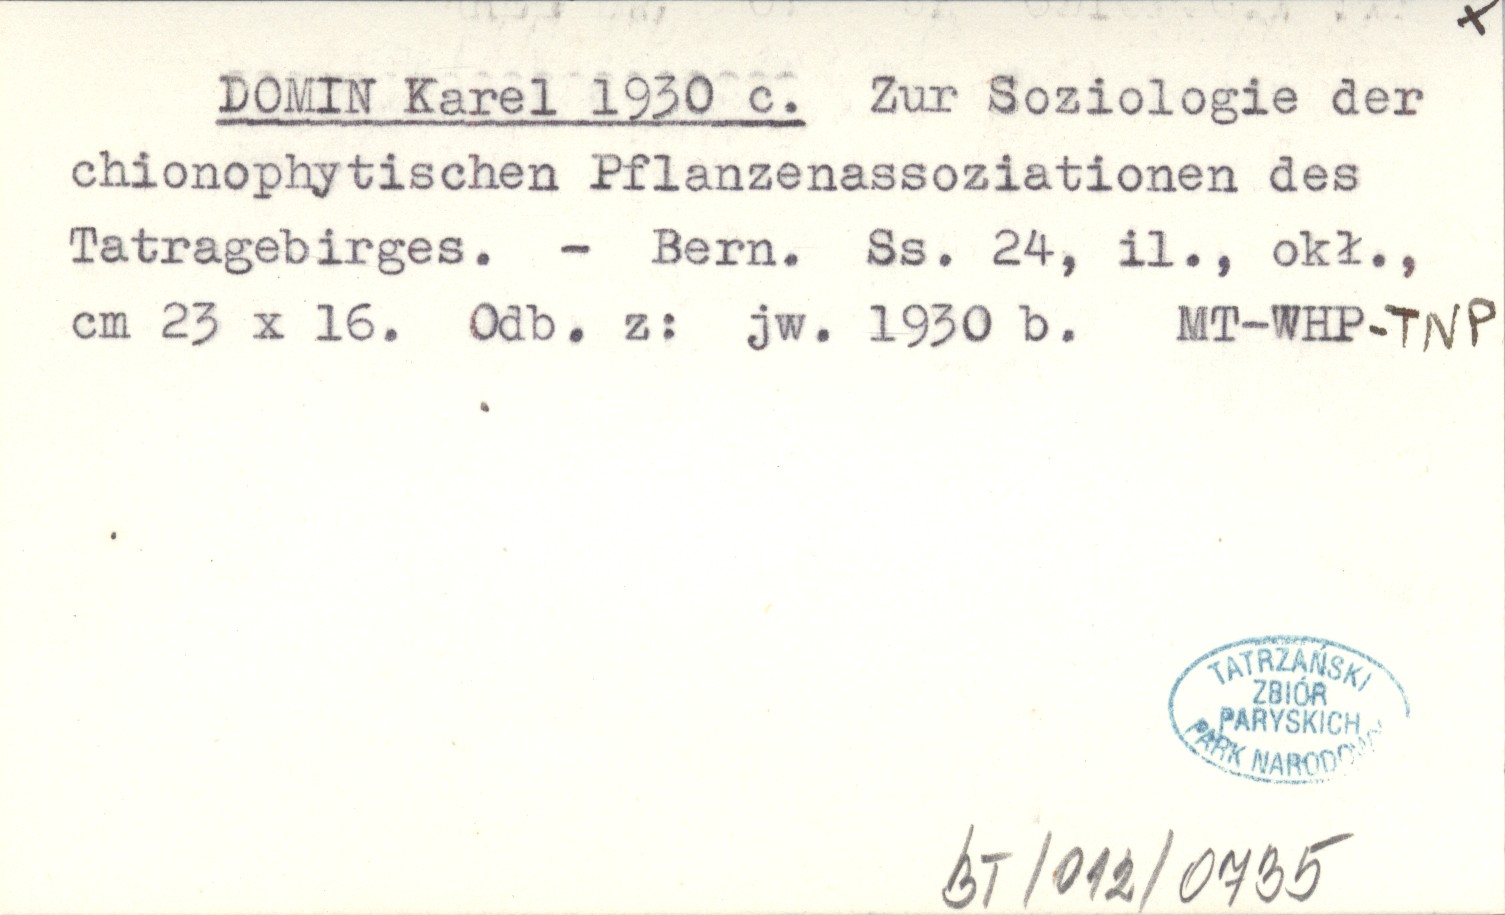 x
DOMIN Karel 1930 c. Zur Soziologie der
chionophytischen Pflanzenassoziationen des
Tatragebirges. - Bern. Ss. 24, il., okł.,
cm 23 x 16. Odb. z: jw. 1930 b. MT-WHP-TNP
TATRZAŃSKI
ZBIÓR
PARYSKICH
PARK NARODOWY
BT/012/0735